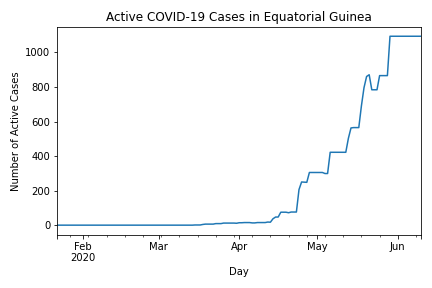 Active COVID-19 Cases in Equatorial Guinea
Number of Active Cases
1000
800
600
400
200
0
Feb
2020
Mar
Apr
May
Jun
Day